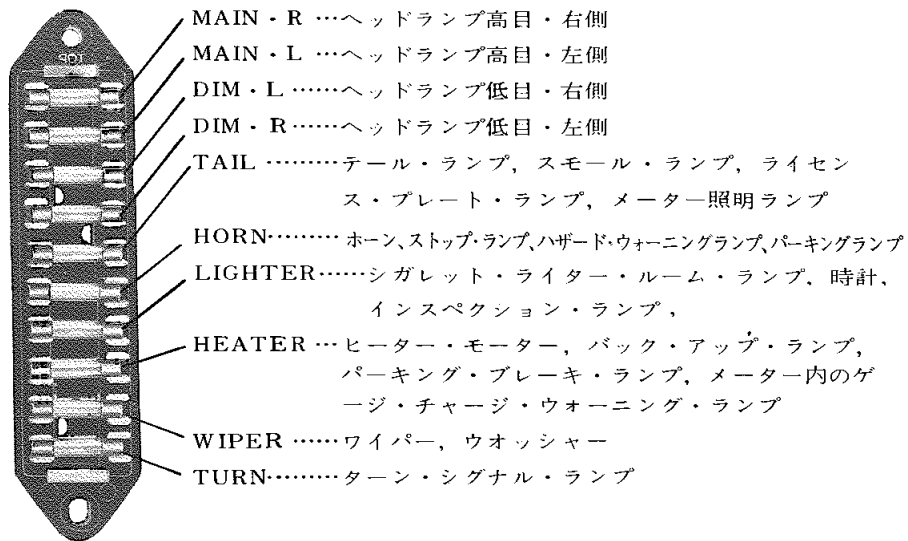 TOP
MAIN・R …ヘッドランプ高目・右側
MAIN・L …ヘッドランプ高目・左側
DIM・L ……ヘッドランプ低目・右側
DIM・R……ヘッドランプ低目・左側
TAIL ………テール・ランプ，スモール・ランプ，ライセン
ス・プレート・ランプ，メーター照明ランプ
HORN………ホーン、ストップ・ランプ、ハザード・ウォーニングランプ、パーキングランプ
LIGHTER……シガレット・ライター・ルーム・ランプ，時計，
インスペクション・ランプ，
HEATER …ヒーター・モーター，バック・アップ・ランプ，
パーキング・ブレーキ・ランプ，メーター内のゲ
ージ・チャージ・ウォーニング・ランプ
WIPER ……ワイパー，ウオッシャー
TURN………ターン・シグナル・ランプ